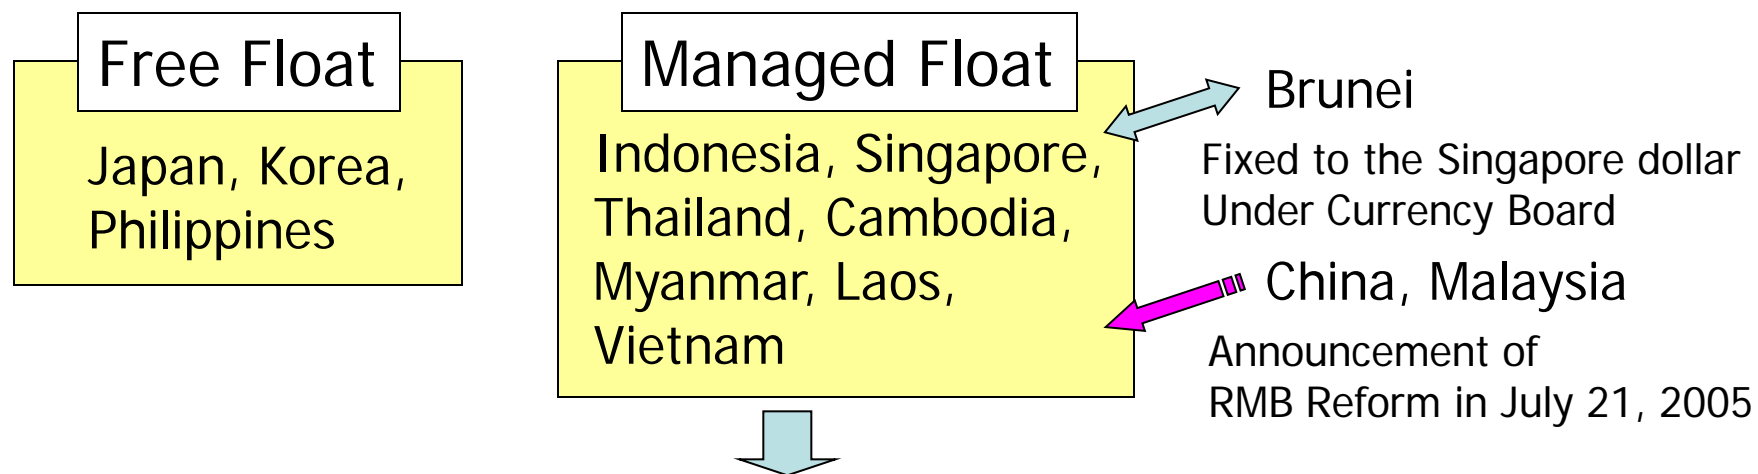 Free Float
Japan, Korea,
Philippines
Managed Float
Indonesia, Singapore,
Thailand, Cambodia,
Myanmar, Laos,
Vietnam
Brunei
Fixed to the Singapore dollar
Under Currency Board
China, Malaysia
Announcement of
RMB Reform in July 21, 2005